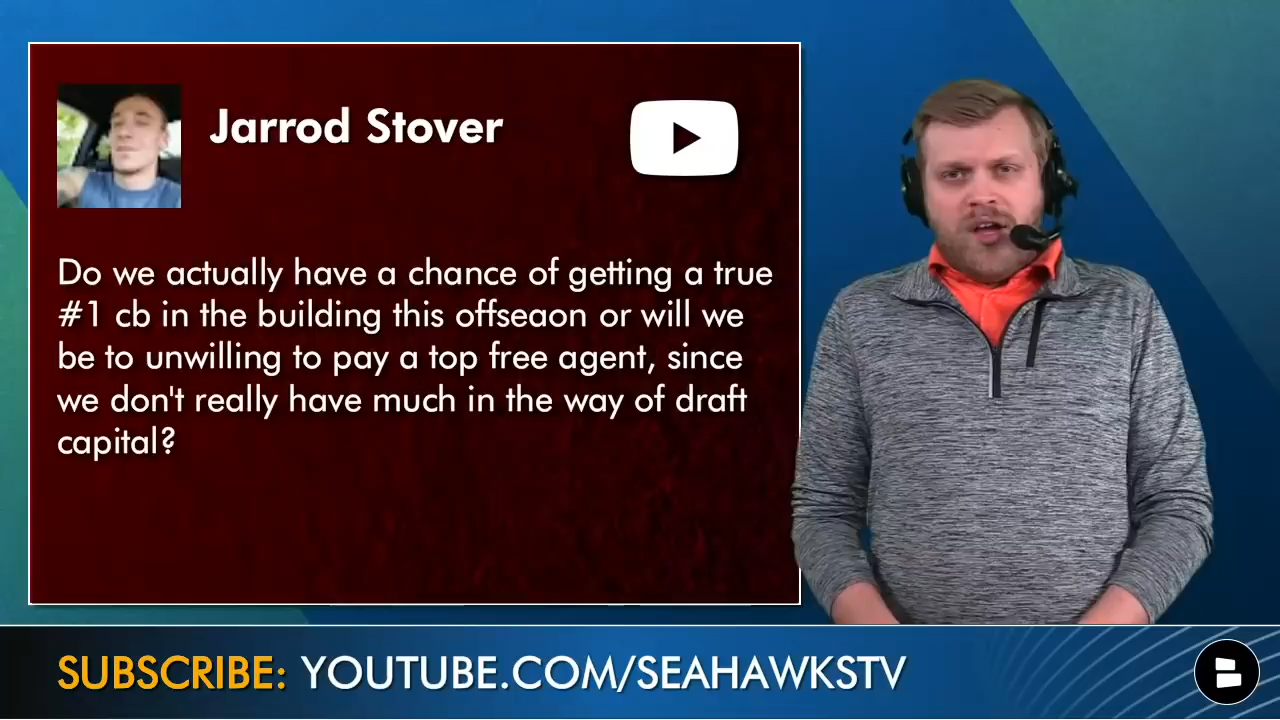 Jarrod Stover
Do we actually have a chance of getting a true
#1 cb in the building this offseaon or will we
be to unwilling to pay a top free agent, since
we don't really have much in the way of draft
capital?
SUBSCRIBE: YOUTUBE.COM/SEAHAWKSTV